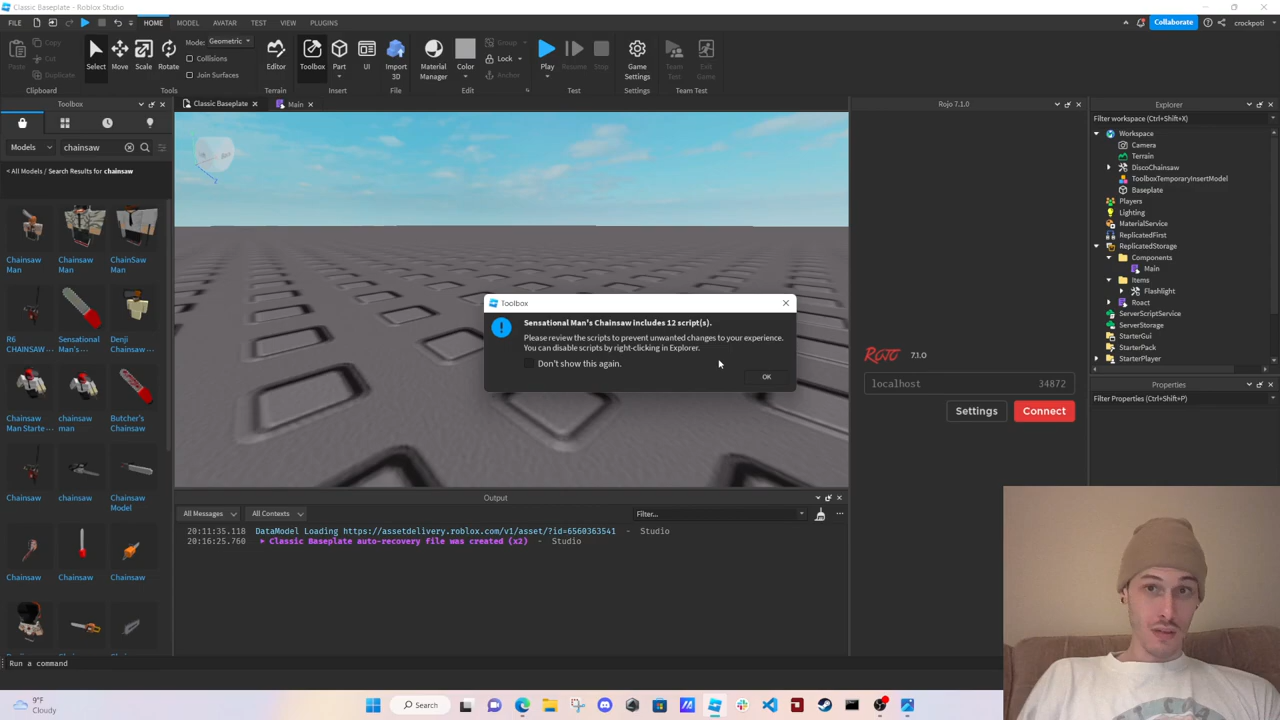 Classic Baseplate - Roblox Studio
FILE HOME MODEL AVATAR TEST VIEW PLUGINS
Collaborate
crockpoti
Paste
Copy
Cut
Duplicate
Clipboard
Select
Move
Scale
Rotate
Mode: Geometric
Collisions
Join Surfaces
Tools
Editor
Terrain
Toolbox
Part
UI
Insert
Import
3D
File
Material
Manager
Color
Group
Lock
Anchor
Edit
Play
Resume
Stop
Test
Game
Settings
Settings
Team
Test
Exit
Game
Team Test
Toolbox
Models
chainsaw
< All Models / Search Results for chainsaw
Chainsaw
Man
Chainsaw
Man
ChainSaw
Man
R6
CHAINSAW ...
Sensational
Man's ...
Denji
Chainsaw ...
Chainsaw
Man Starte ...
chainsaw
man
Butcher's
Chainsaw
Chainsaw
chainsaw
Chainsaw
Model
Chainsaw
Chainsaw
Chainsaw
Classic Baseplate
Main
Toolbox
Sensational Man's Chainsaw includes 12 script(s).
Please review the scripts to prevent unwanted changes to your experience.
You can disable scripts by right-clicking in Explorer.
Don't show this again.
OK
Output
All Messages
All Contexts
Filter...
20:11:35.118 DataModel Loading https://assetdelivery.roblox.com/v1/asset/?id=6560363541 - Studio
20:16:25.760 Classic Baseplate auto-recovery file was created (x2) - Studio
Rojo 7.1.0
ROJO 7.1.0
localhost 34872
Settings
Connect
Explorer
Filter workspace (Ctrl+Shift+X)
Workspace
Camera
Terrain
DiscoChainsaw
ToolboxTemporaryInsertModel
Baseplate
Players
Lighting
MaterialService
ReplicatedFirst
ReplicatedStorage
Components
Main
Items
Flashlight
Roact
ServerScriptService
ServerStorage
StarterGui
StarterPack
StarterPlayer
Properties
Filter Properties (Ctrl+Shift+P)
Run a command
9°F
Cloudy
Search